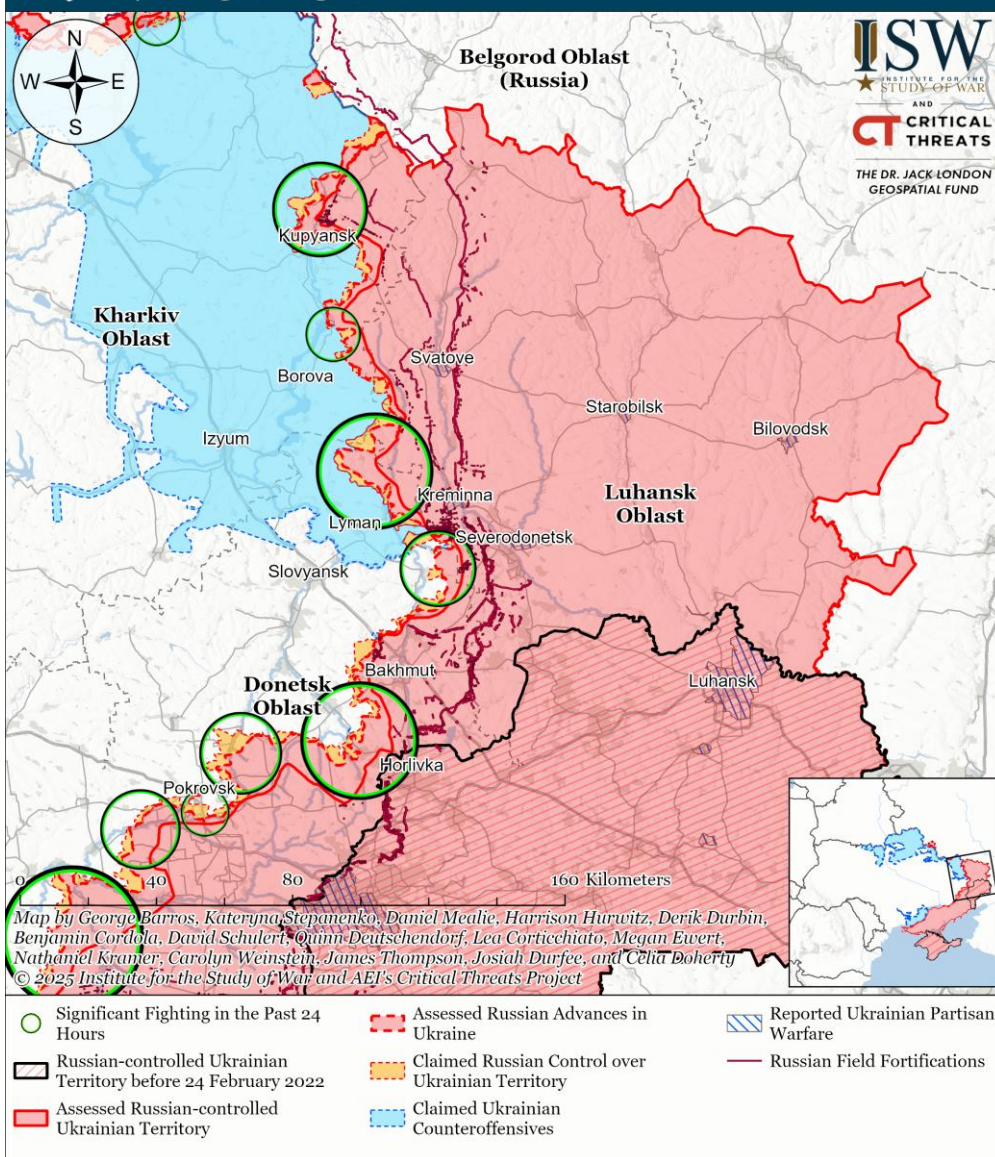 N
W E
S
ISW
INSTITUTE FOR THE
STUDY OF WAR
AND
CT CRITICAL
THREATS
THE DR. JACK LONDON
GEOSPATIAL FUND
Belgorod Oblast
(Russia)
Kupyansk
Kharkiv
Oblast
Svatove
Borova
Starobilsk
Bilovodsk
Izyum
Kreminna
Luhansk
Oblast
Lyman
Severodonetsk
Slovyansk
Bakhmut
Luhansk
Donetsk
Oblast
Horlivka
Pokrovsk
0 40 80 160 Kilometers
Map by George Barros, Kateryna Stepanenko, Daniel Mealie, Harrison Hurwitz, Derik Durbin,
Benjamin Cordola, David Schulert, Quinn Deutschendorf, Lea Corticchiato, Megan Ewert,
Nathaniel Kramer, Carolyn Weinstein, James Thompson, Josiah Durfee, and Celia Doherty
© 2025 Institute for the Study of War and AEI's Critical Threats Project
Significant Fighting in the Past 24
Hours
Russian-controlled Ukrainian
Territory before 24 February 2022
Assessed Russian-controlled
Ukrainian Territory
Assessed Russian Advances in
Ukraine
Claimed Russian Control over
Ukrainian Territory
Claimed Ukrainian
Counteroffensives
Reported Ukrainian Partisan
Warfare
Russian Field Fortifications